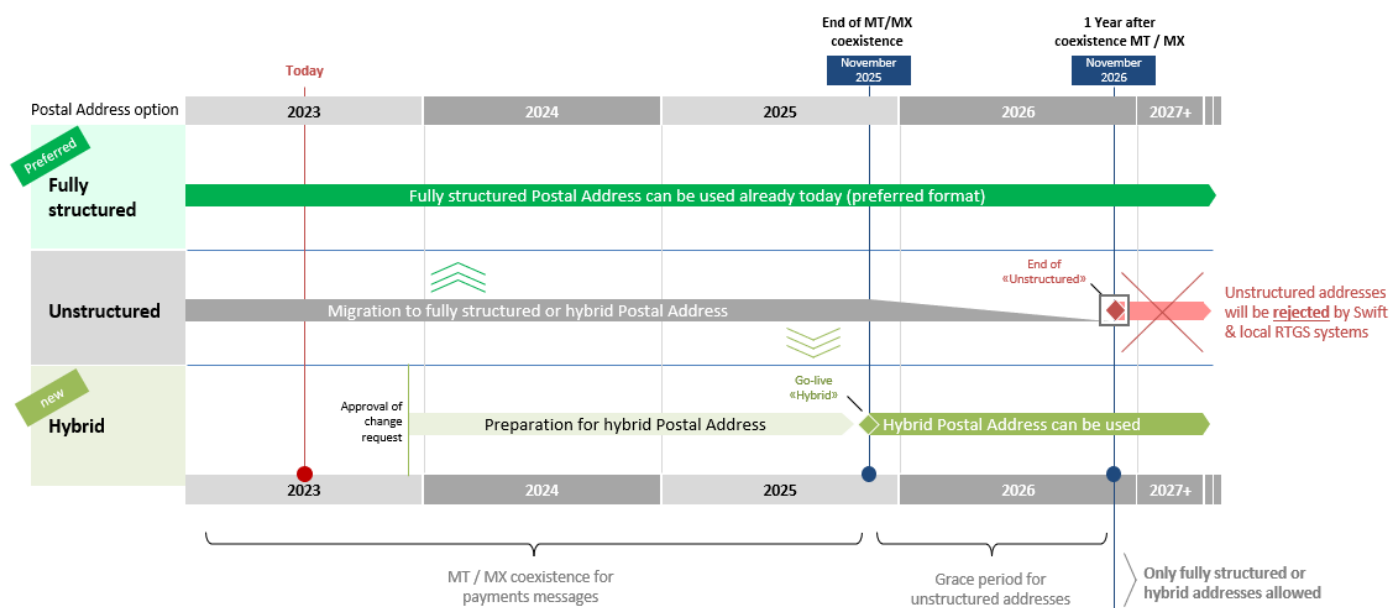 End of MT/MX
coexistence
1 Year after
coexistence MT / MX
November
2025
November
2026
Today
Postal Address option
2023
2024
2025
2026
2027+
Preferred
Fully
structured
Fully structured Postal Address can be used already today (preferred format)
Unstructured
Migration to fully structured or hybrid Postal Address
End of
«Unstructured»
Unstructured addresses
will be rejected by Swift
& local RTGS systems
new
Hybrid
Approval of
change
request
Preparation for hybrid Postal Address
Go-live
«Hybrid»
Hybrid Postal Address can be used
2023
2024
2025
2026
2027+
MT / MX coexistence for
payments messages
Grace period for
unstructured addresses
Only fully structured or
hybrid addresses allowed